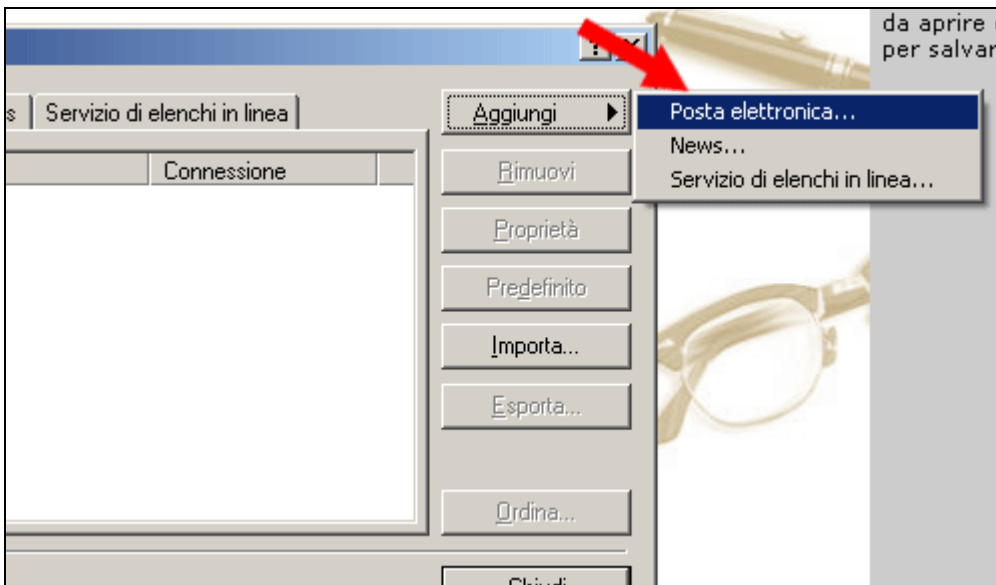 da aprire
per salvar
s
Servizio di elenchi in linea
Aggiungi
Posta elettronica...
News...
Servizio di elenchi in linea...
Connessione
Rimuovi
Proprietà
Predefinito
Importa...
Esporta...
Ordina...
Chiudi